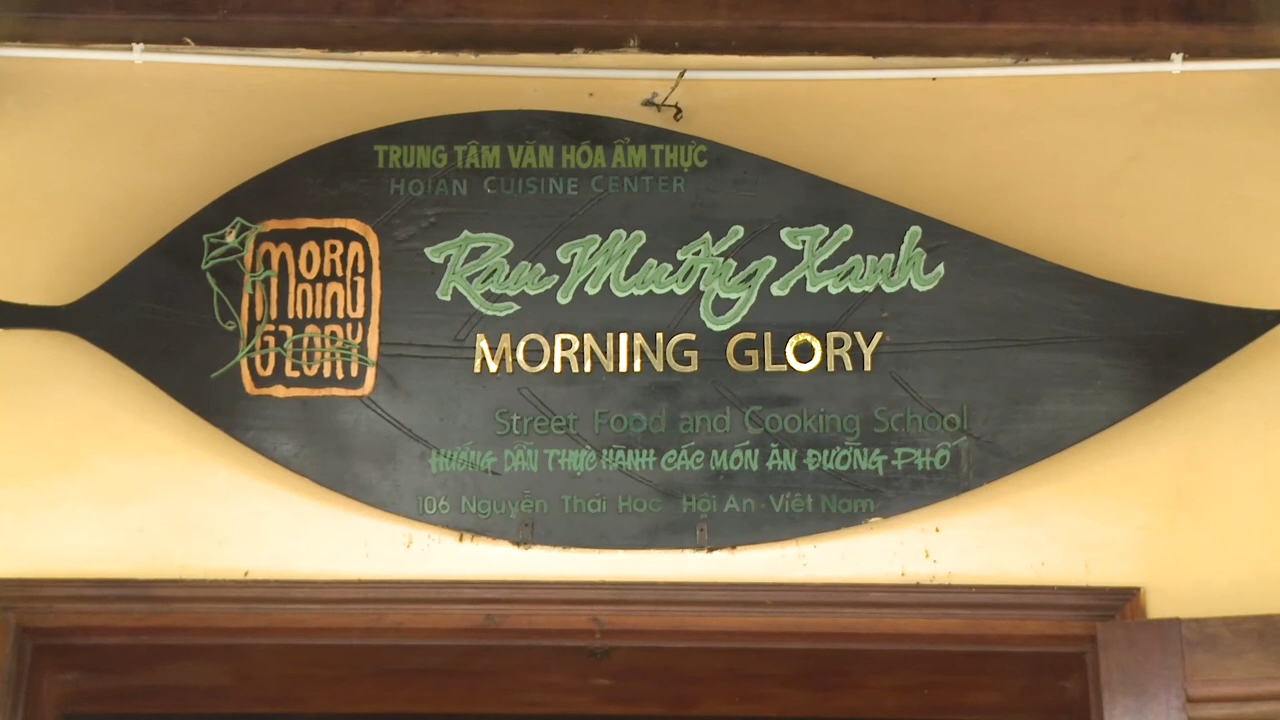 TRUNG TÂM VĂN HÓA ẨM THỰC
HOIAN CUISINE CENTER
MORNING
GLORY
Rau Muống Xanh
MORNING GLORY
Street Food and Cooking School
HƯỚNG DẪN THỰC HÀNH CÁC MÓN ĂN ĐƯỜNG PHỐ
106 Nguyễn Thái Học Hội An · Việt Nam